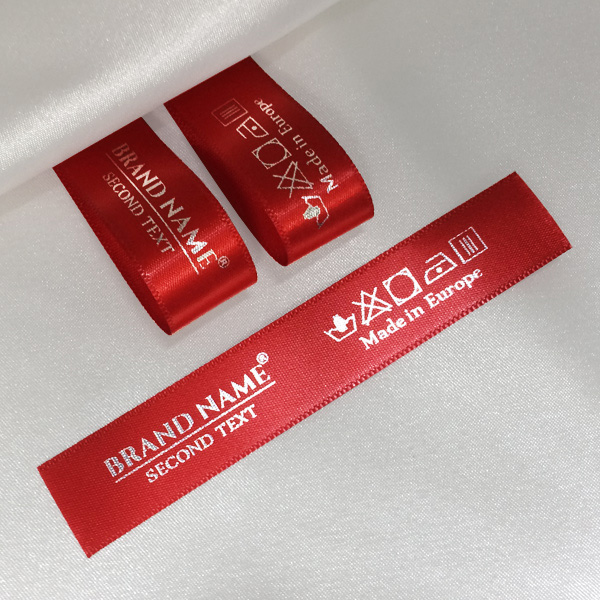 BRAND NAME®
SECOND TEXT
Made in Europe
BRAND NAME®
SECOND TEXT
Made in Europe